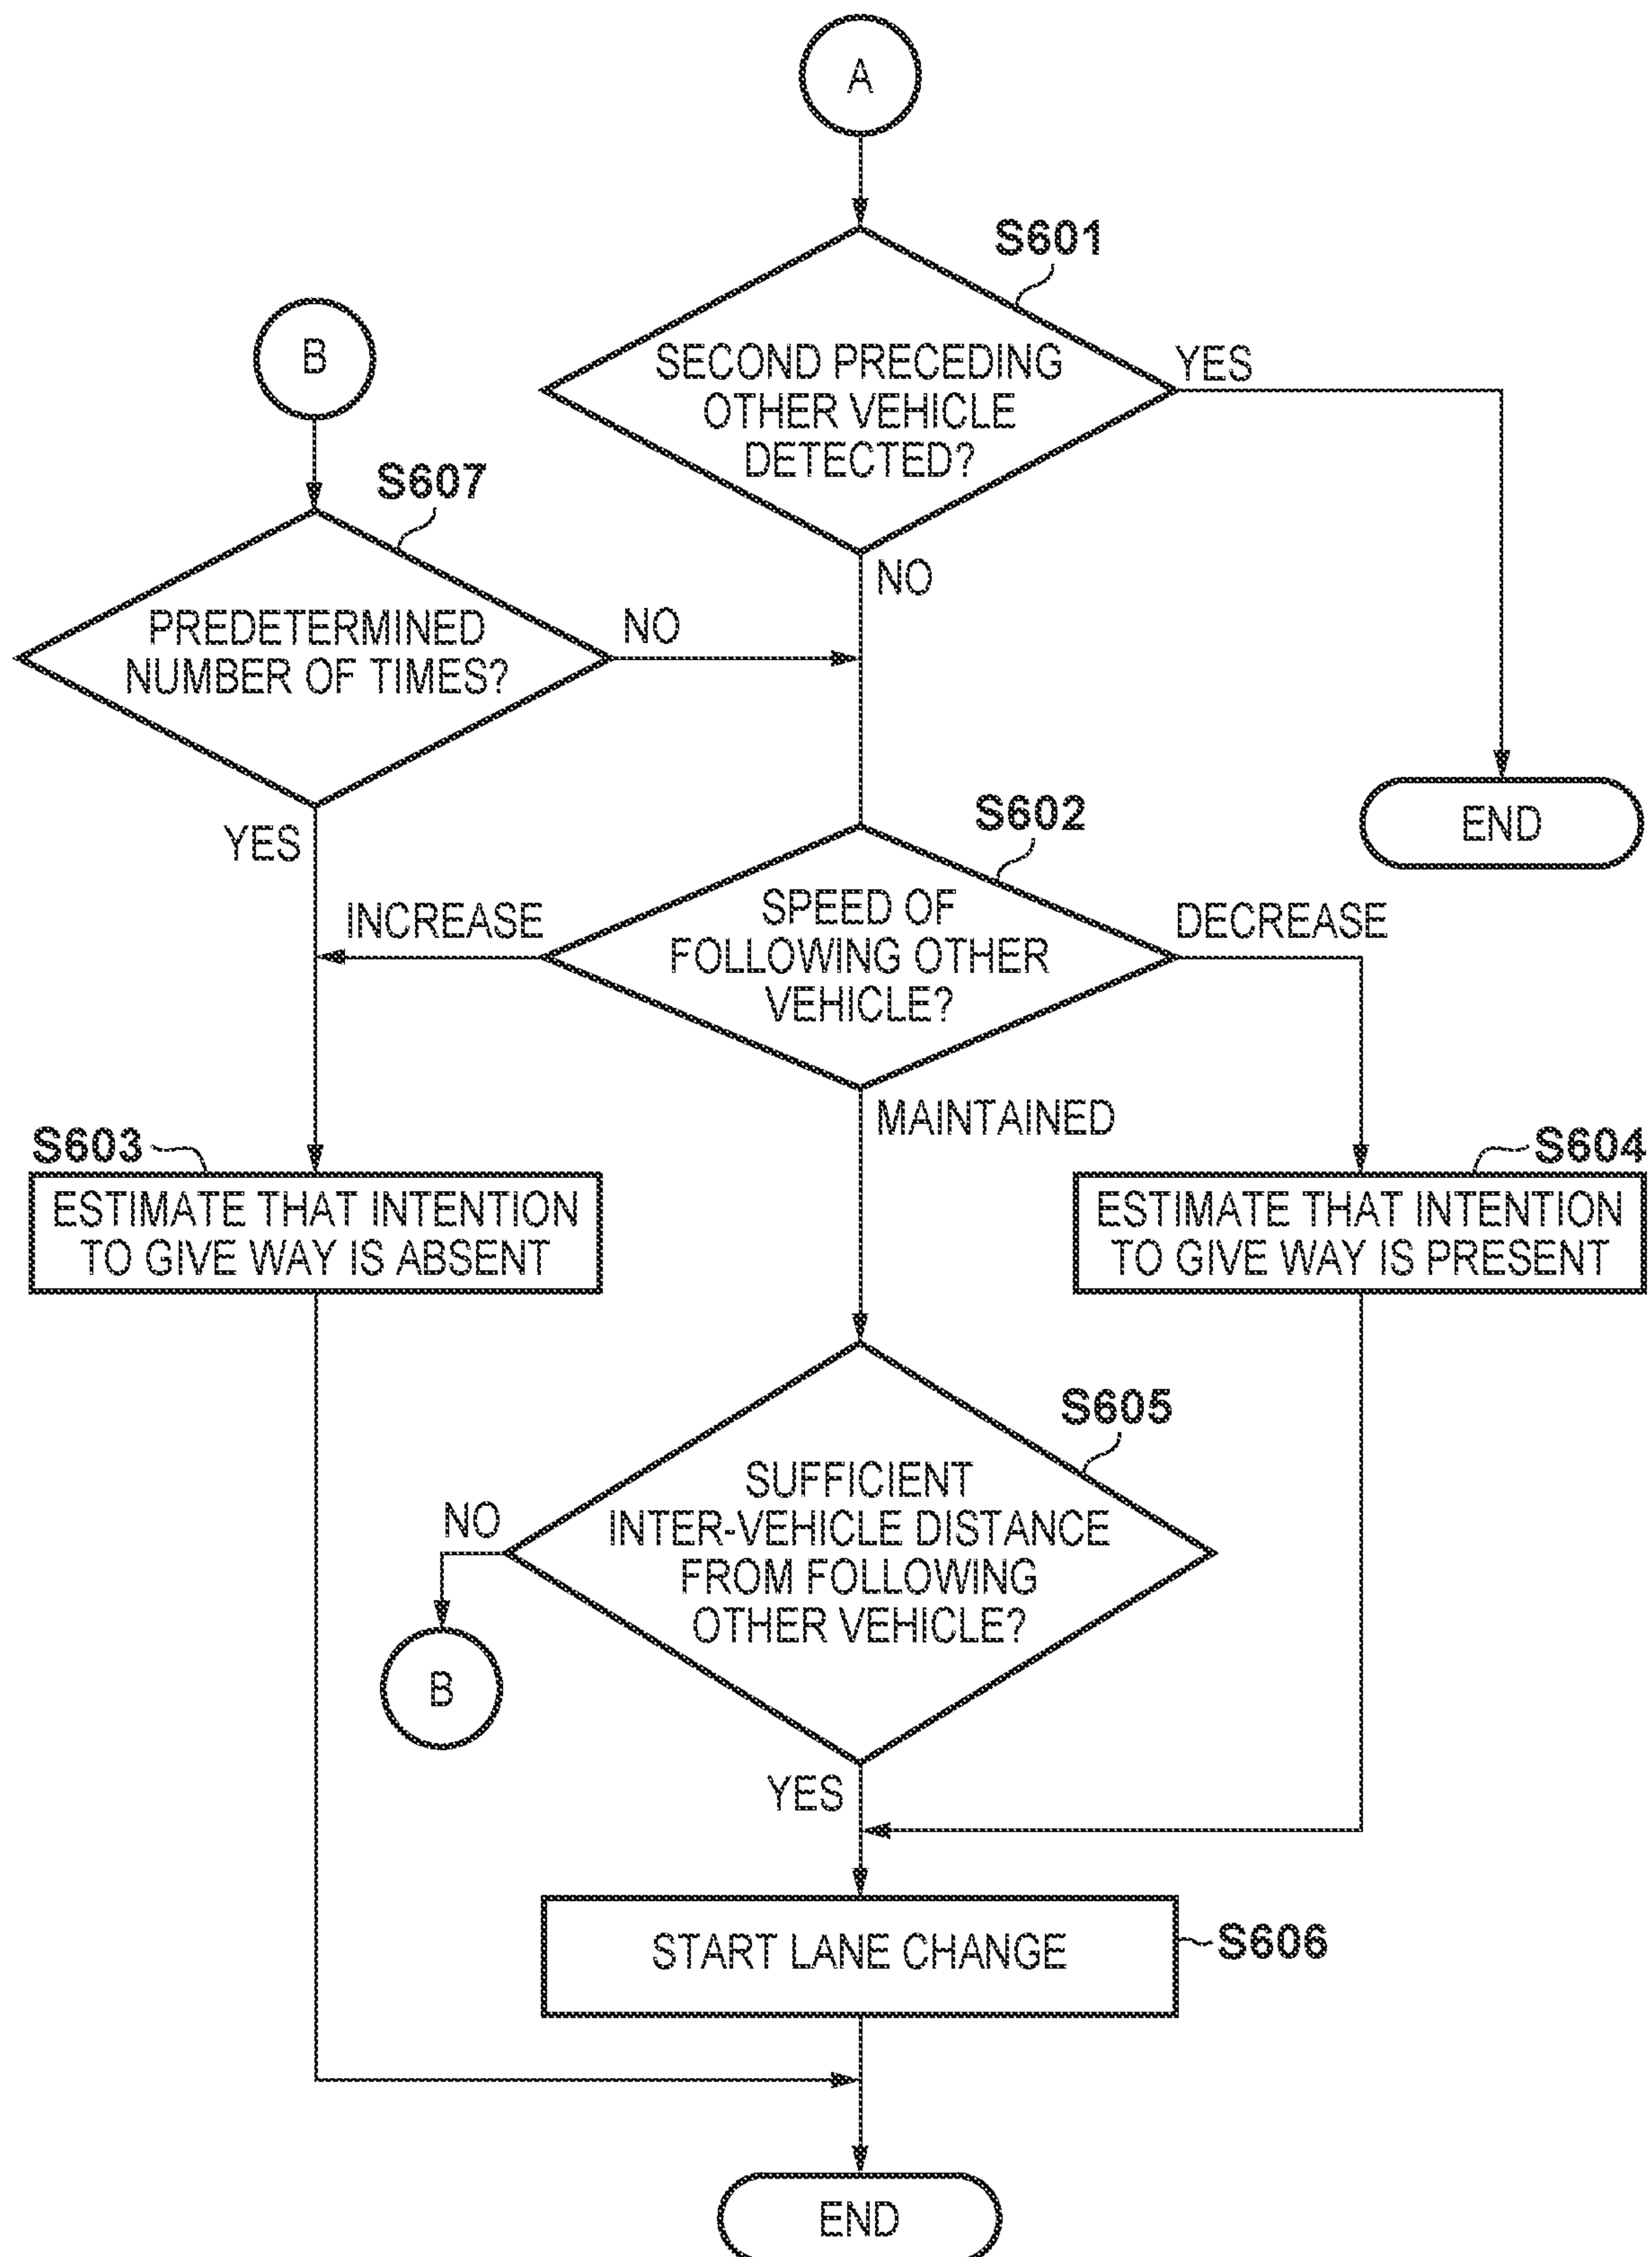 A
S601
SECOND PRECEDING
OTHER VEHICLE
DETECTED?
YES
NO
B
S607
PREDETERMINED
NUMBER OF TIMES?
NO
YES
END
S602
SPEED OF
FOLLOWING OTHER
VEHICLE?
INCREASE
DECREASE
MAINTAINED
S603
ESTIMATE THAT INTENTION
TO GIVE WAY IS ABSENT
S604
ESTIMATE THAT INTENTION
TO GIVE WAY IS PRESENT
S605
SUFFICIENT
INTER-VEHICLE DISTANCE
FROM FOLLOWING
OTHER VEHICLE?
NO
B
YES
START LANE CHANGE
S606
END